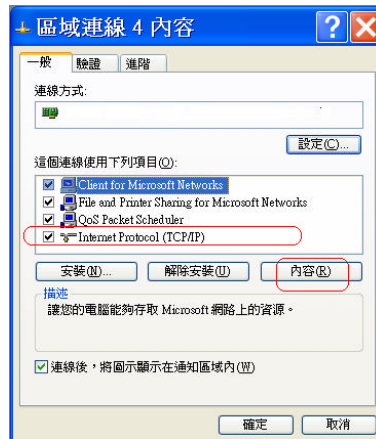 區域連線 4 內容
一般 驗證 進階
連線方式:
設定(C)...
這個連線使用下列項目(O):
Client for Microsoft Networks
File and Printer Sharing for Microsoft Networks
QoS Packet Scheduler
Internet Protocol (TCP/IP)
安裝(N)... 解除安裝(U) 內容(R)
描述
讓您的電腦能夠存取 Microsoft 網路上的資源。
連線後，將圖示顯示在通知區域內(W)
確定 取消